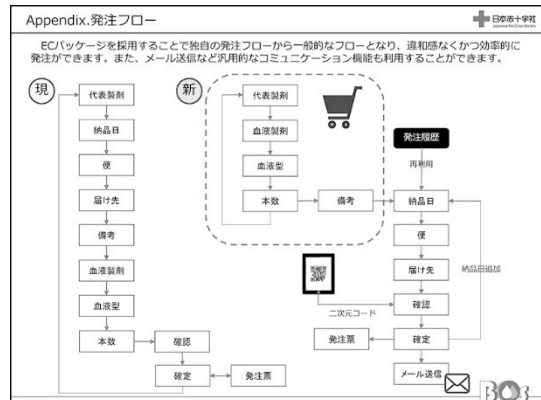 Appendix.発注フロー
日本赤十字社
ECパッケージを採用することで独自の発注フローから一般的なフローとなり、違和感なくかつ効率的に
発注ができます。また、メール送信など汎用的なコミュニケーション機能も利用することができます。
現
代表製剤
納品日
便
届け先
備考
血液製剤
血液型
本数
確認
確定
発注票
新
代表製剤
血液製剤
血液型
本数
備考
発注履歴
再利用
納品日
便
届け先
納品日追加
二次元コード
確認
発注票
確定
メール送信
BOS